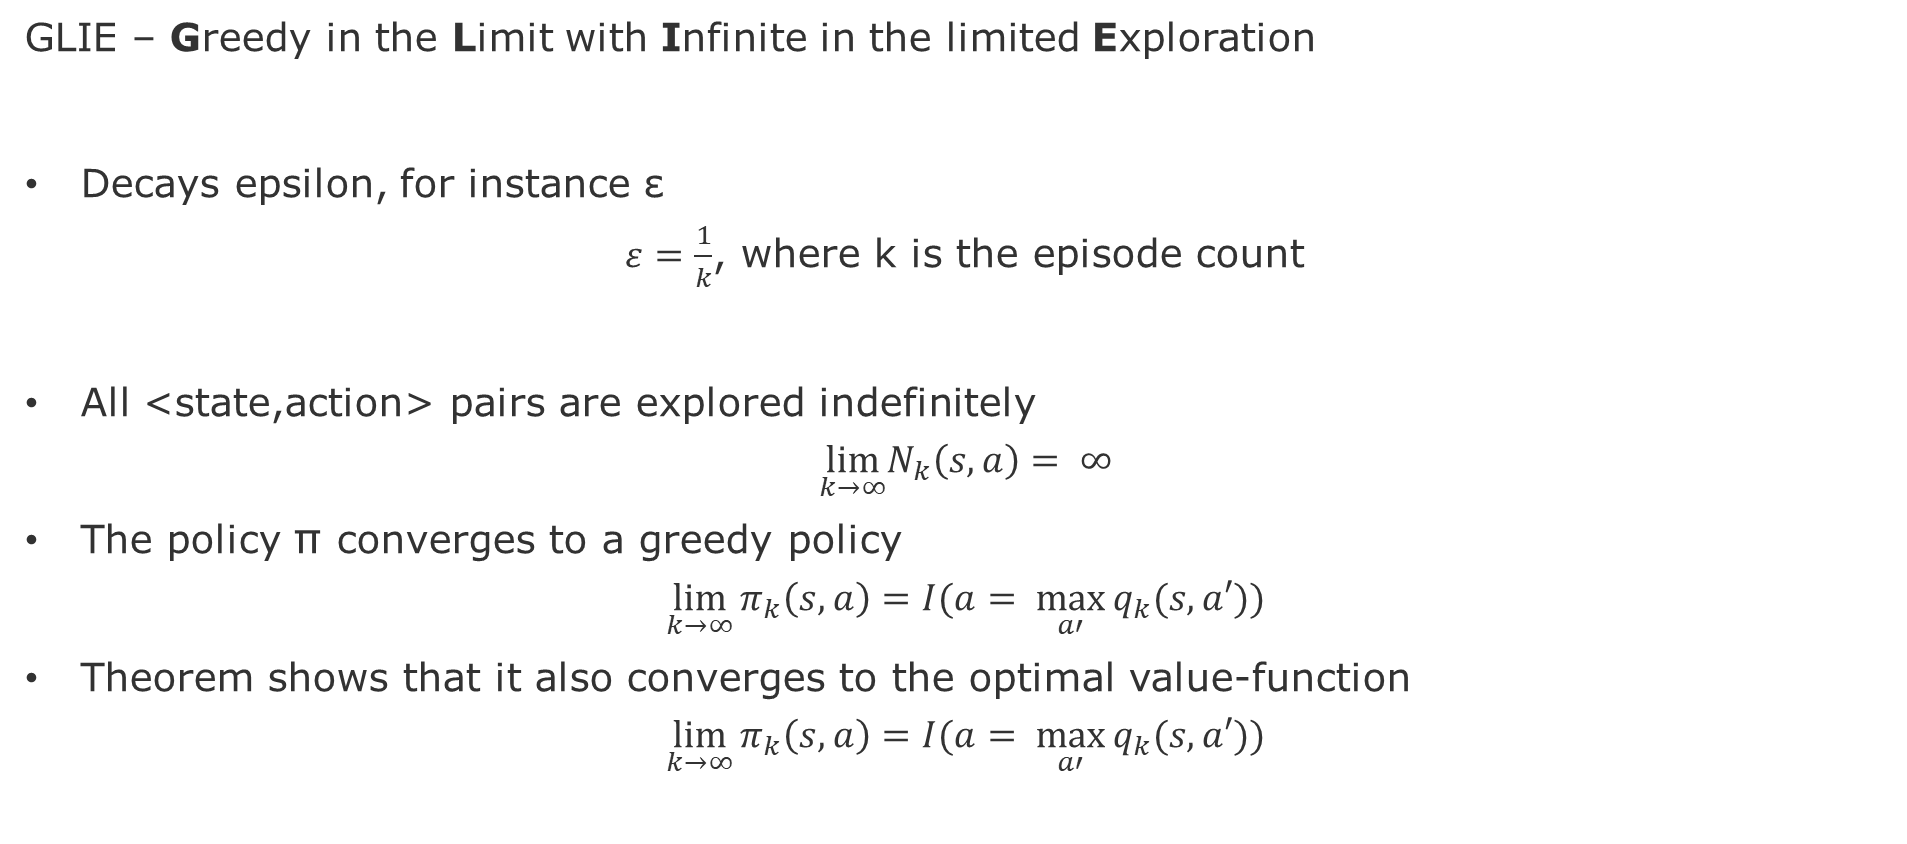 GLIE – Greedy in the Limit with Infinite in the limited Exploration
• Decays epsilon, for instance ε
ε = 1/k, where k is the episode count
• All <state,action> pairs are explored indefinitely
lim k→∞ N_k(s, a) = ∞
• The policy π converges to a greedy policy
lim k→∞ π_k(s, a) = I(a = max a′ q_k(s, a′))
• Theorem shows that it also converges to the optimal value-function
lim k→∞ π_k(s, a) = I(a = max a′ q_k(s, a′))